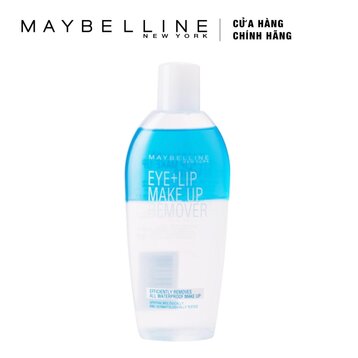 MAYBELLINE
NEW YORK
CỬA HÀNG
CHÍNH HÃNG
MAYBELLINE
EYE+LIP
MAKE UP
REMOVER
EFFICIENTLY REMOVES
ALL WATERPROOF MAKE UP